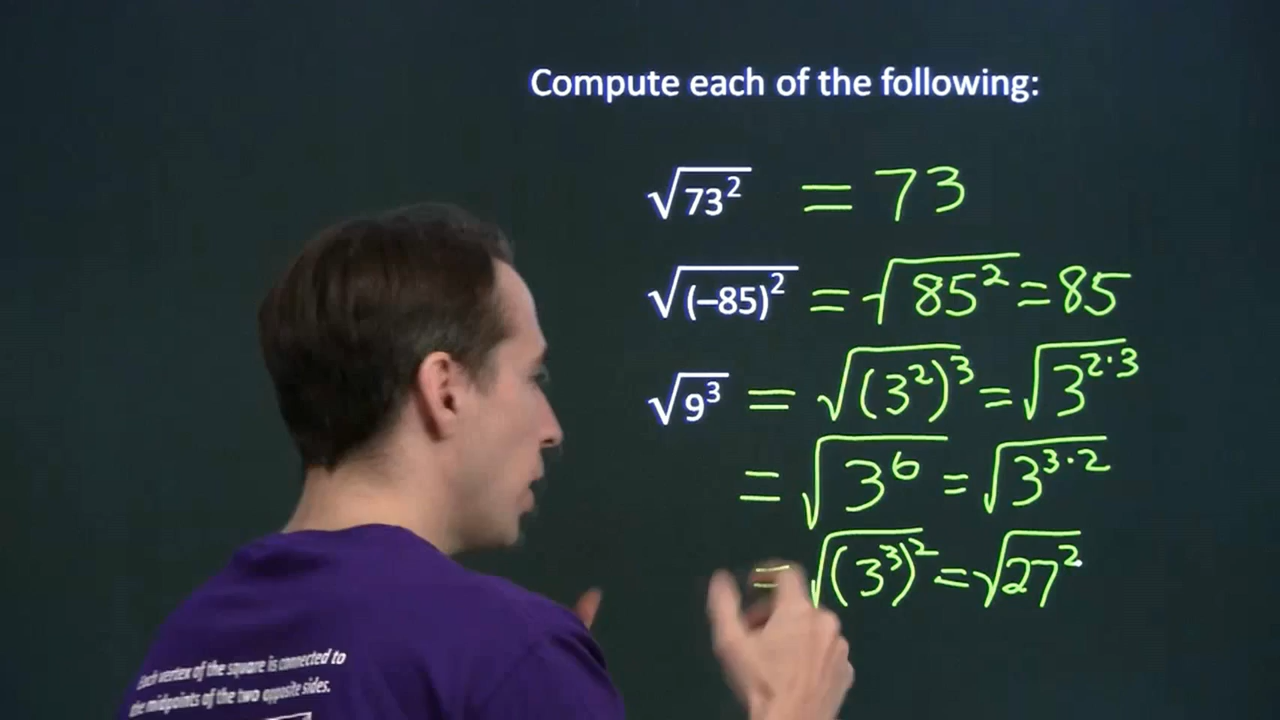 Compute each of the following:
√73² = 73
√(–85)² = √85² = 85
√9³ = √(3²)³ = √3^{2·3}
= √3⁶ = √3^{3·2}
= √(3³)² = √27²
Each vertex of the square is connected to
the midpoints of the two opposite sides.